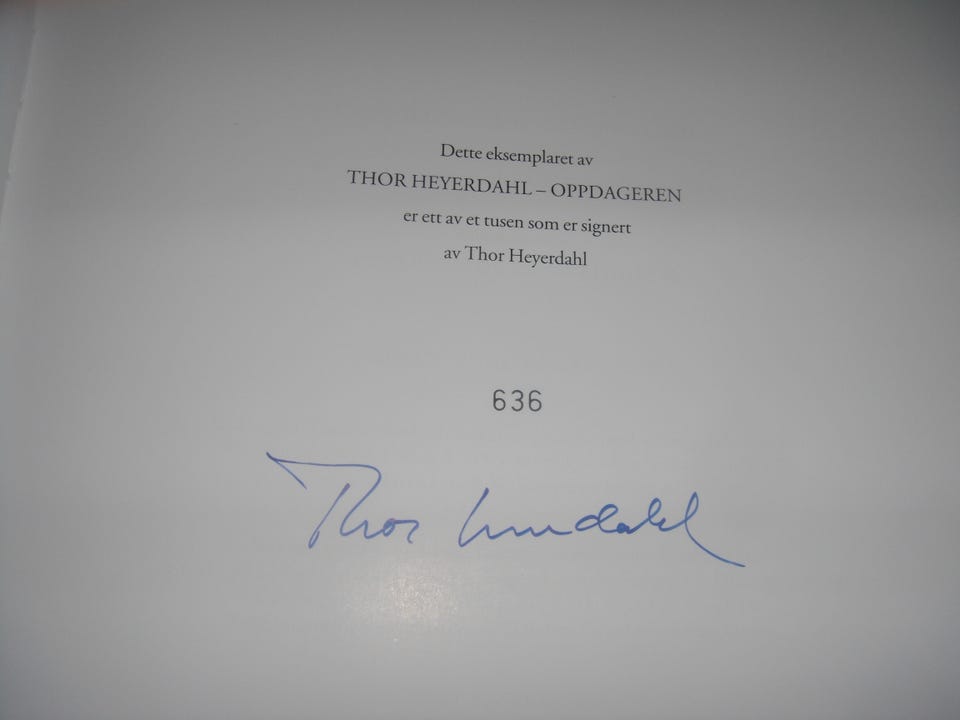 Dette eksemplaret av
THOR HEYERDAHL – OPPDAGEREN
er ett av et tusen som er signert
av Thor Heyerdahl
636
Thor Heyerdahl